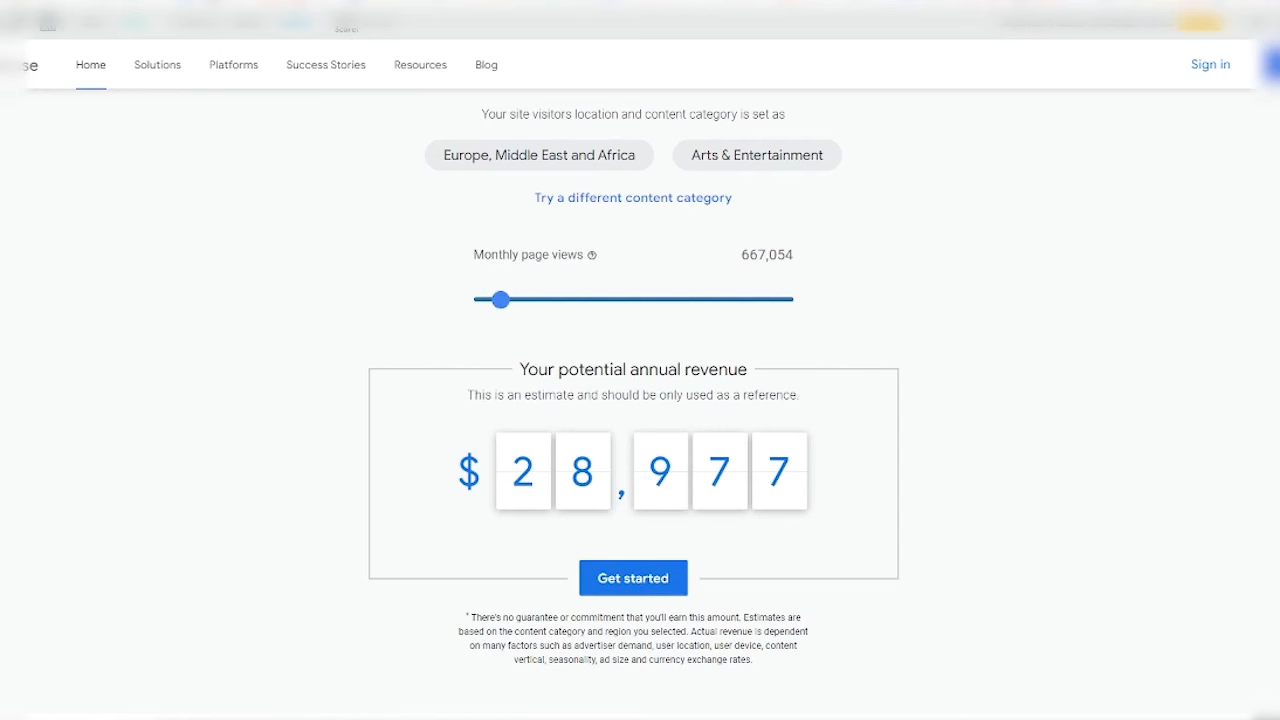 Home Solutions Platforms Success Stories Resources Blog Sign in
Your site visitors location and content category is set as
Europe, Middle East and Africa Arts & Entertainment
Try a different content category
Monthly page views 667,054
Your potential annual revenue
This is an estimate and should be only used as a reference.
$ 28,977
Get started
* There's no guarantee or commitment that you'll earn this amount. Estimates are
based on the content category and region you selected. Actual revenue is dependent
on many factors such as advertiser demand, user location, user device, content
vertical, seasonality, ad size and currency exchange rates.